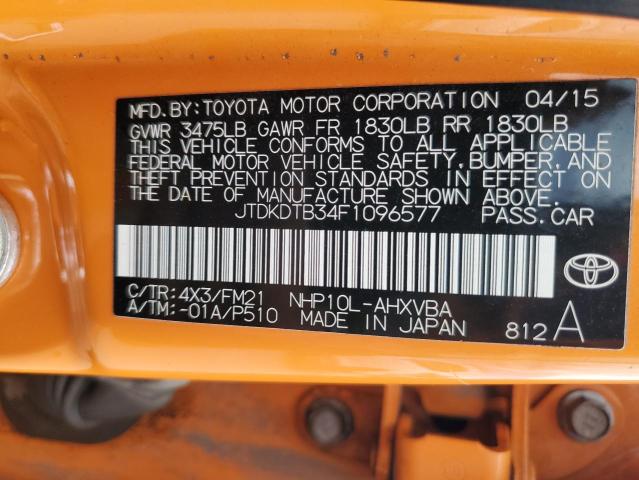 MFD. BY: TOYOTA MOTOR CORPORATION 04/15
GVWR 3475LB GAWR FR 1830LB RR 1830LB
THIS VEHICLE CONFORMS TO ALL APPLICABLE
FEDERAL MOTOR VEHICLE SAFETY, BUMPER, AND
THEFT PREVENTION STANDARDS IN EFFECT ON
THE DATE OF MANUFACTURE SHOWN ABOVE.
JTDKDTB34F1096577 PASS. CAR
C/TR: 4X3/FM21 NHP10L-AHXVBA
A/TM: -01A/P510 MADE IN JAPAN 812A